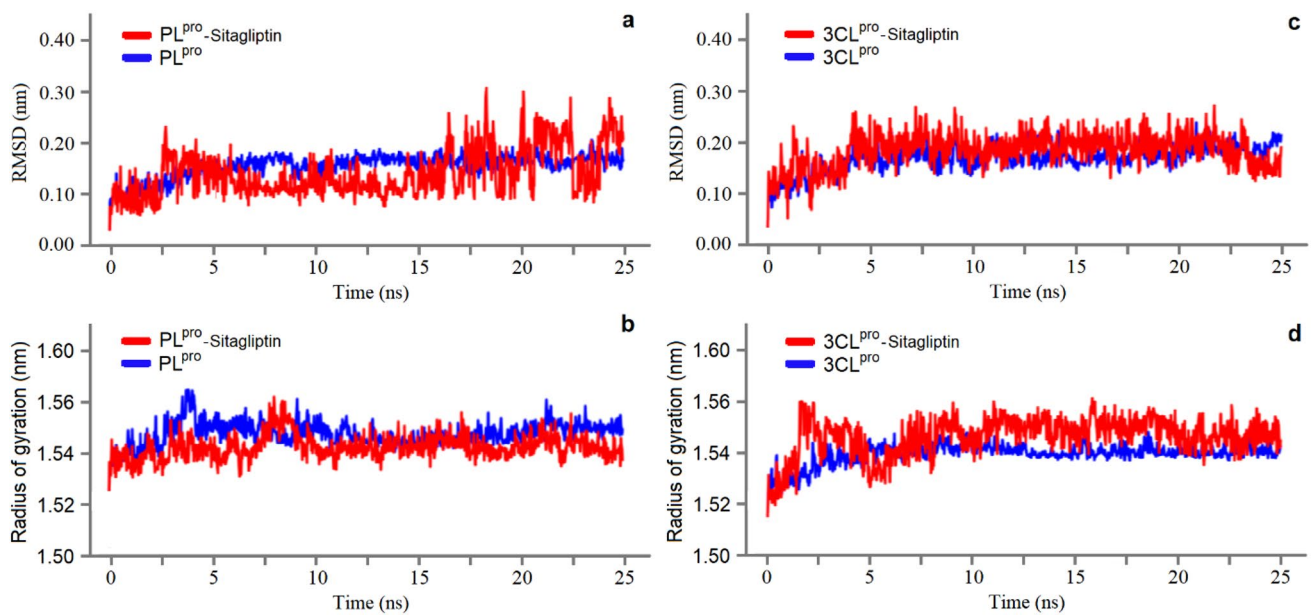 a
PLpro-Sitagliptin
PLpro
RMSD (nm)
0.40
0.30
0.20
0.10
0.00
0 5 10 15 20 25
Time (ns)
c
3CLpro-Sitagliptin
3CLpro
RMSD (nm)
0.40
0.30
0.20
0.10
0.00
0 5 10 15 20 25
Time (ns)
b
PLpro-Sitagliptin
PLpro
Radius of gyration (nm)
1.60
1.56
1.54
1.52
1.50
0 5 10 15 20 25
Time (ns)
d
3CLpro-Sitagliptin
3CLpro
Radius of gyration (nm)
1.60
1.56
1.54
1.52
1.50
0 5 10 15 20 25
Time (ns)